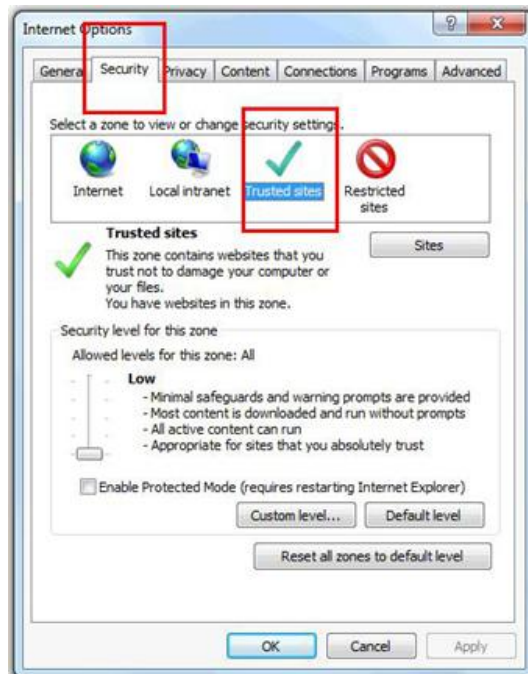 Internet Options
General Security Privacy Content Connections Programs Advanced
Select a zone to view or change security settings.
Internet Local intranet Trusted sites Restricted sites
Trusted sites
Sites
This zone contains websites that you
trust not to damage your computer or
your files.
You have websites in this zone.
Security level for this zone
Allowed levels for this zone: All
Low
- Minimal safeguards and warning prompts are provided
- Most content is downloaded and run without prompts
- All active content can run
- Appropriate for sites that you absolutely trust
Enable Protected Mode (requires restarting Internet Explorer)
Custom level... Default level
Reset all zones to default level
OK Cancel Apply